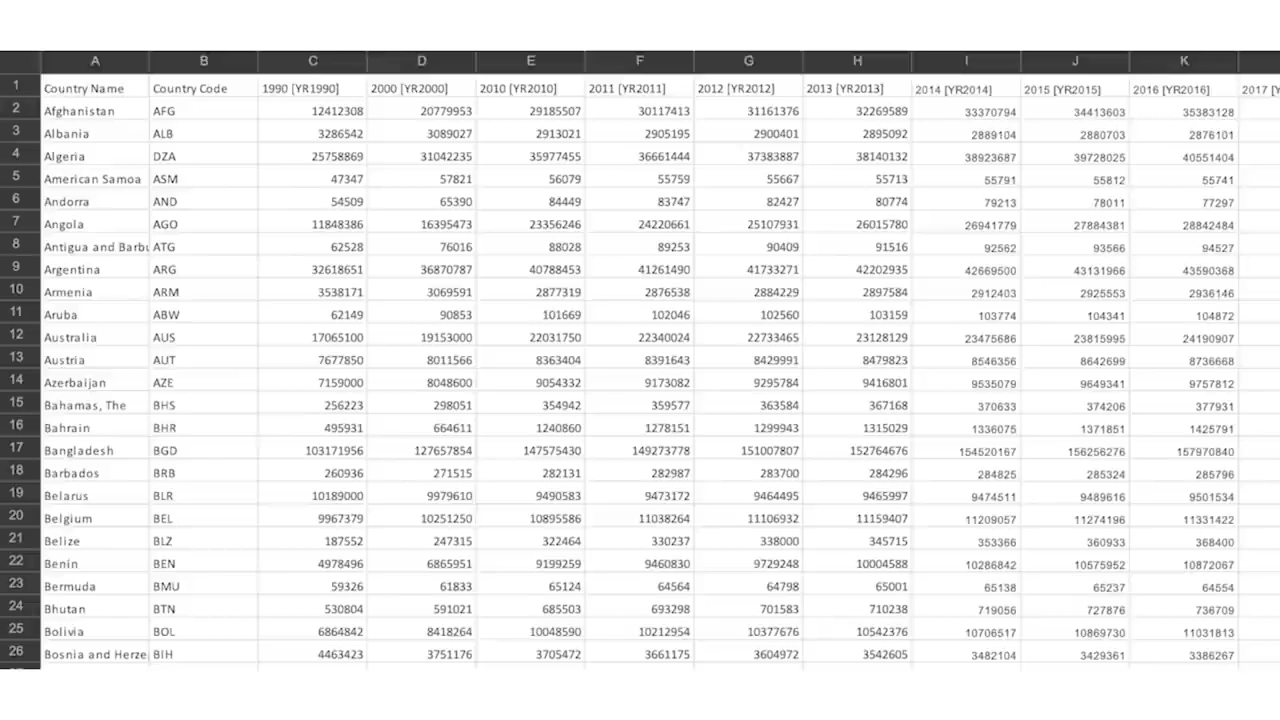 A B C D E F G H I J K
1 Country Name Country Code 1990 [YR1990] 2000 [YR2000] 2010 [YR2010] 2011 [YR2011] 2012 [YR2012] 2013 [YR2013] 2014 [YR2014] 2015 [YR2015] 2016 [YR2016] 2017 [Y
2 Afghanistan AFG 12412308 20779953 29185507 30117413 31161376 32269589 33370794 34413603 35383128
3 Albania ALB 3286542 3089027 2913021 2905195 2900401 2895092 2889104 2880703 2876101
4 Algeria DZA 25758869 31042235 35977455 36661444 37383887 38140132 38923687 39728025 40551404
5 American Samoa ASM 47347 57821 56079 55759 55667 55713 55791 55812 55741
6 Andorra AND 54509 65390 84449 83747 82427 80774 79213 78011 77297
7 Angola AGO 11848386 16395473 23356246 24220661 25107931 26015780 26941779 27884381 28842484
8 Antigua and Barbu ATG 62528 76016 88028 89253 90409 91516 92562 93566 94527
9 Argentina ARG 32618651 36870787 40788453 41261490 41733271 42202935 42669500 43131966 43590368
10 Armenia ARM 3538171 3069591 2877319 2876538 2884229 2897584 2912403 2925553 2936146
11 Aruba ABW 62149 90853 101669 102046 102560 103159 103774 104341 104872
12 Australia AUS 17065100 19153000 22031750 22340024 22733465 23128129 23475686 23815995 24190907
13 Austria AUT 7677850 8011566 8363404 8391643 8429991 8479823 8546356 8642699 8736668
14 Azerbaijan AZE 7159000 8048600 9054332 9173082 9295784 9416801 9535079 9649341 9757812
15 Bahamas, The BHS 256223 298051 354942 359577 363584 367168 370633 374206 377931
16 Bahrain BHR 495931 664611 1240860 1278151 1299943 1315029 1336075 1371851 1425791
17 Bangladesh BGD 103171956 127657854 147575430 149273778 151007807 152764676 154520167 156256276 157970840
18 Barbados BRB 260936 271515 282131 282987 283700 284296 284825 285324 285796
19 Belarus BLR 10189000 9979610 9490583 9473172 9464495 9465997 9474511 9489616 9501534
20 Belgium BEL 9967379 10251250 10895586 11038264 11106932 11159407 11209057 11274196 11331422
21 Belize BLZ 187552 247315 322464 330237 338000 345715 353366 360933 368400
22 Benin BEN 4978496 6865951 9199259 9460830 9729248 10004588 10286842 10575952 10872067
23 Bermuda BMU 59326 61833 65124 64564 64798 65001 65138 65237 64554
24 Bhutan BTN 530804 591021 685503 693298 701583 710238 719056 727876 736709
25 Bolivia BOL 6864842 8418264 10048590 10212954 10377676 10542376 10706517 10869730 11031813
26 Bosnia and Herze BIH 4463423 3751176 3705472 3661175 3604972 3542605 3482104 3429361 3386267